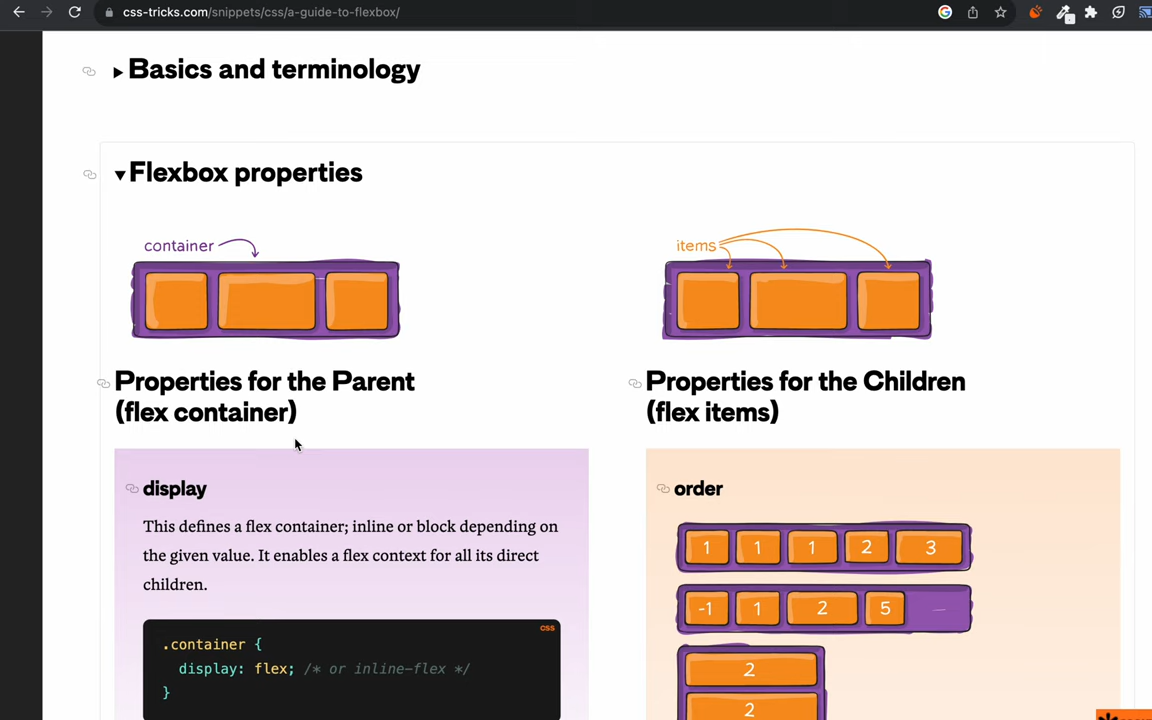 css-tricks.com/snippets/css/a-guide-to-flexbox/
Basics and terminology
Flexbox properties
container
items
Properties for the Parent
(flex container)
display
This defines a flex container; inline or block depending on
the given value. It enables a flex context for all its direct
children.
css
.container {
display: flex; /* or inline-flex */
}
Properties for the Children
(flex items)
order
1 1 1 2 3
-1 1 2 5
2
2